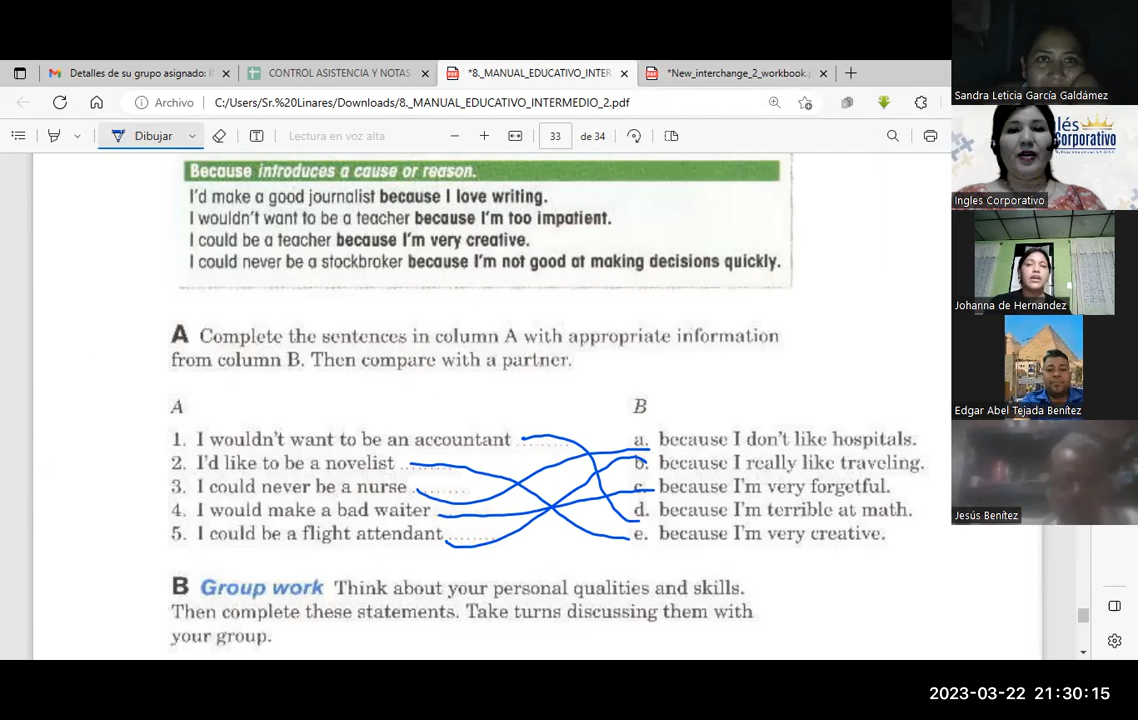 Detalles de su grupo asignado: I
CONTROL ASISTENCIA Y NOTAS
*8._MANUAL_EDUCATIVO_INTER
*New_interchange_2_workbook.
Archivo
C:/Users/Sr.%20Linares/Downloads/8._MANUAL_EDUCATIVO_INTERMEDIO_2.pdf
Dibujar
Lectura en voz alta
33 de 34
Because introduces a cause or reason.
I'd make a good journalist because I love writing.
I wouldn't want to be a teacher because I'm too impatient.
I could be a teacher because I'm very creative.
I could never be a stockbroker because I'm not good at making decisions quickly.
A Complete the sentences in column A with appropriate information
from column B. Then compare with a partner.
A
B
1. I wouldn't want to be an accountant ........
a. because I don't like hospitals.
2. I'd like to be a novelist ........
b. because I really like traveling.
3. I could never be a nurse ........
c. because I'm very forgetful.
4. I would make a bad waiter ........
d. because I'm terrible at math.
5. I could be a flight attendant ........
e. because I'm very creative.
B Group work Think about your personal qualities and skills.
Then complete these statements. Take turns discussing them with
your group.
Sandra Leticia García Galdámez
lés
Corporativo
Ingles Corporativo
Johanna de Hernandez
Edgar Abel Tejada Benítez
Jesús Benítez
2023-03-22 21:30:15